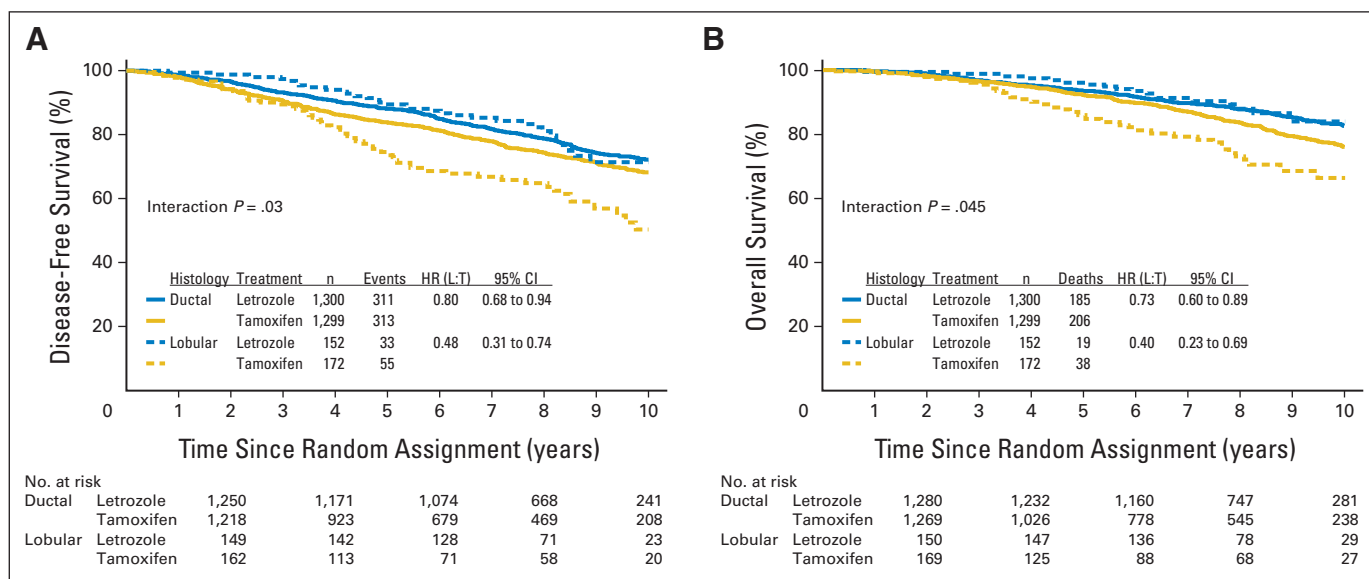 A
Disease-Free Survival (%)
100
80
60
40
20
0 1 2 3 4 5 6 7 8 9 10
Interaction P = .03
Histology Treatment n Events HR (L:T) 95% CI
Ductal Letrozole 1,300 311 0.80 0.68 to 0.94
Tamoxifen 1,299 313
Lobular Letrozole 152 33 0.48 0.31 to 0.74
Tamoxifen 172 55
Time Since Random Assignment (years)
No. at risk
Ductal Letrozole 1,250 1,171 1,074 668 241
Tamoxifen 1,218 923 679 469 208
Lobular Letrozole 149 142 128 71 23
Tamoxifen 162 113 71 58 20
B
Overall Survival (%)
100
80
60
40
20
0 1 2 3 4 5 6 7 8 9 10
Interaction P = .045
Histology Treatment n Deaths HR (L:T) 95% CI
Ductal Letrozole 1,300 185 0.73 0.60 to 0.89
Tamoxifen 1,299 206
Lobular Letrozole 152 19 0.40 0.23 to 0.69
Tamoxifen 172 38
Time Since Random Assignment (years)
No. at risk
Ductal Letrozole 1,280 1,232 1,160 747 281
Tamoxifen 1,269 1,026 778 545 238
Lobular Letrozole 150 147 136 78 29
Tamoxifen 169 125 88 68 27